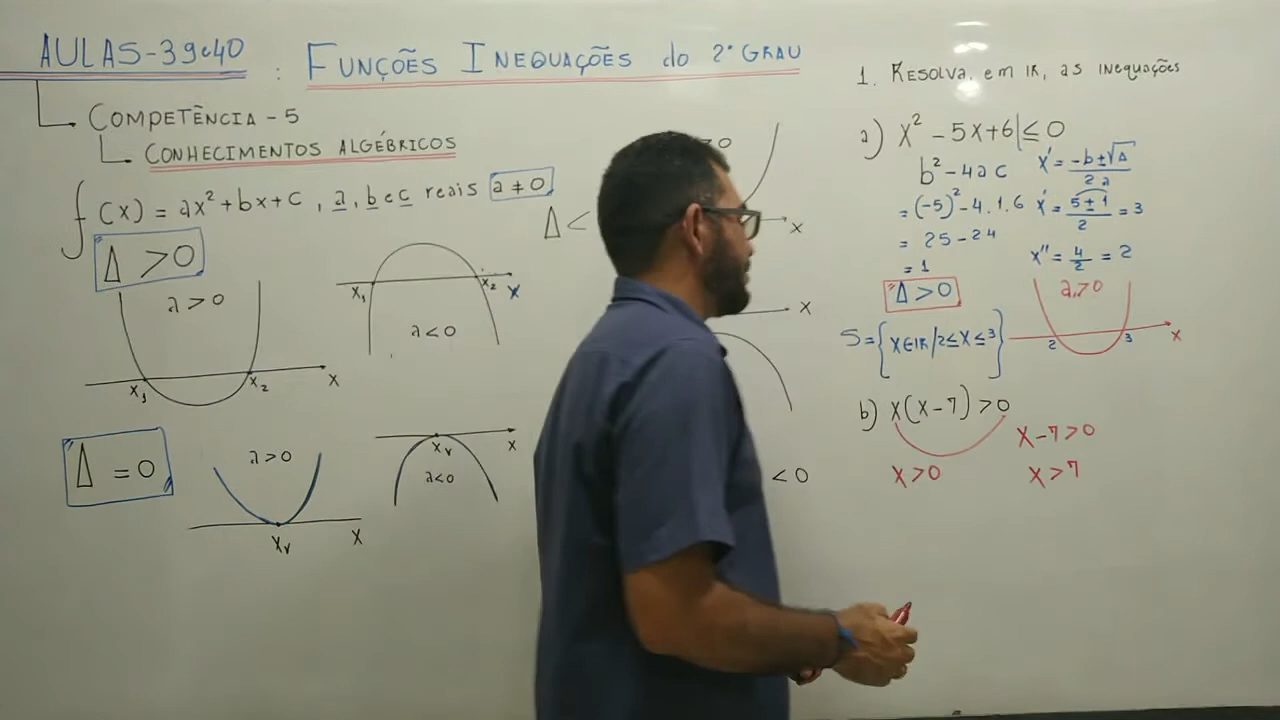 AULAS-39e40 : FUNÇÕES INEQUAÇÕES do 2° GRAU
COMPETÊNCIA - 5
CONHECIMENTOS ALGÉBRICOS
f(x) = ax²+bx+c , a, b e c reais a ≠ 0
Δ > 0
a > 0
x₁ x₂ x
x₁ x₂ x
a<0
Δ = 0
a>0
xᵥ x
xᵥ x
a<0
Δ <
>0
x
x
<0
1. RESOLVA, em IR, as INEQUAÇÕES
a) x² - 5x+6 ≤ 0
b² - 4ac
= (-5)² - 4.1.6
= 25 - 24
= 1
Δ > 0
x' = -b±√Δ / 2a
x' = 5±1 / 2 = 3
x'' = 4/2 = 2
a>0
2 3 x
S = {x∈IR/2≤x≤3}
b) x(x-7) >0
x-7>0
x>0 x>7